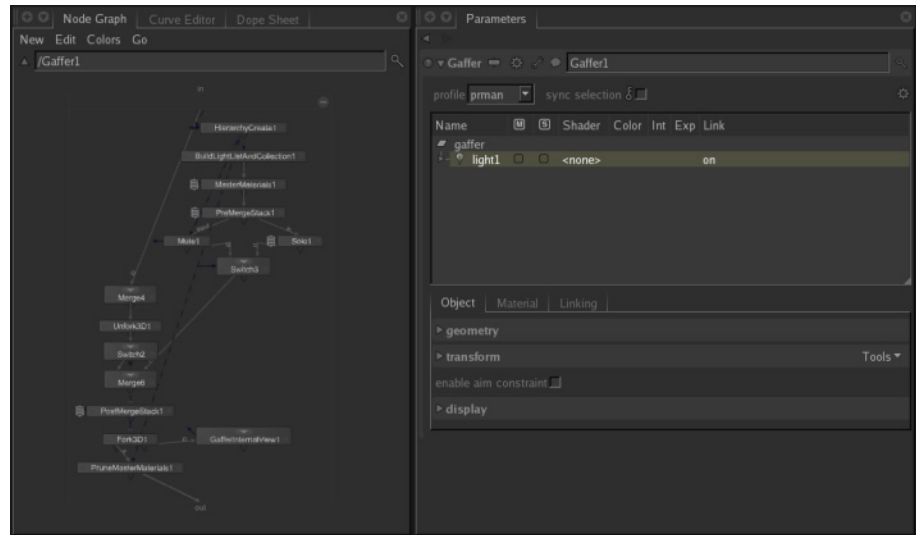 Node Graph Curve Editor Dope Sheet
New Edit Colors Go
/Gaffer1
in
HierarchyCreate1
BuildLightListAndCollection1
MasterMaterials1
PreMergeStack1
Mute1
Solo1
Switch3
Merge4
Unfork3D1
Switch2
Merge6
PostMergeStack1
Fork3D1
GafferInternalView1
PruneMasterMaterials1
out
Parameters
Gaffer Gaffer1
profile prman sync selection
Name M S Shader Color Int Exp Link
gaffer
light1 <none> on
Object Material Linking
geometry
transform Tools
enable aim constraint
display